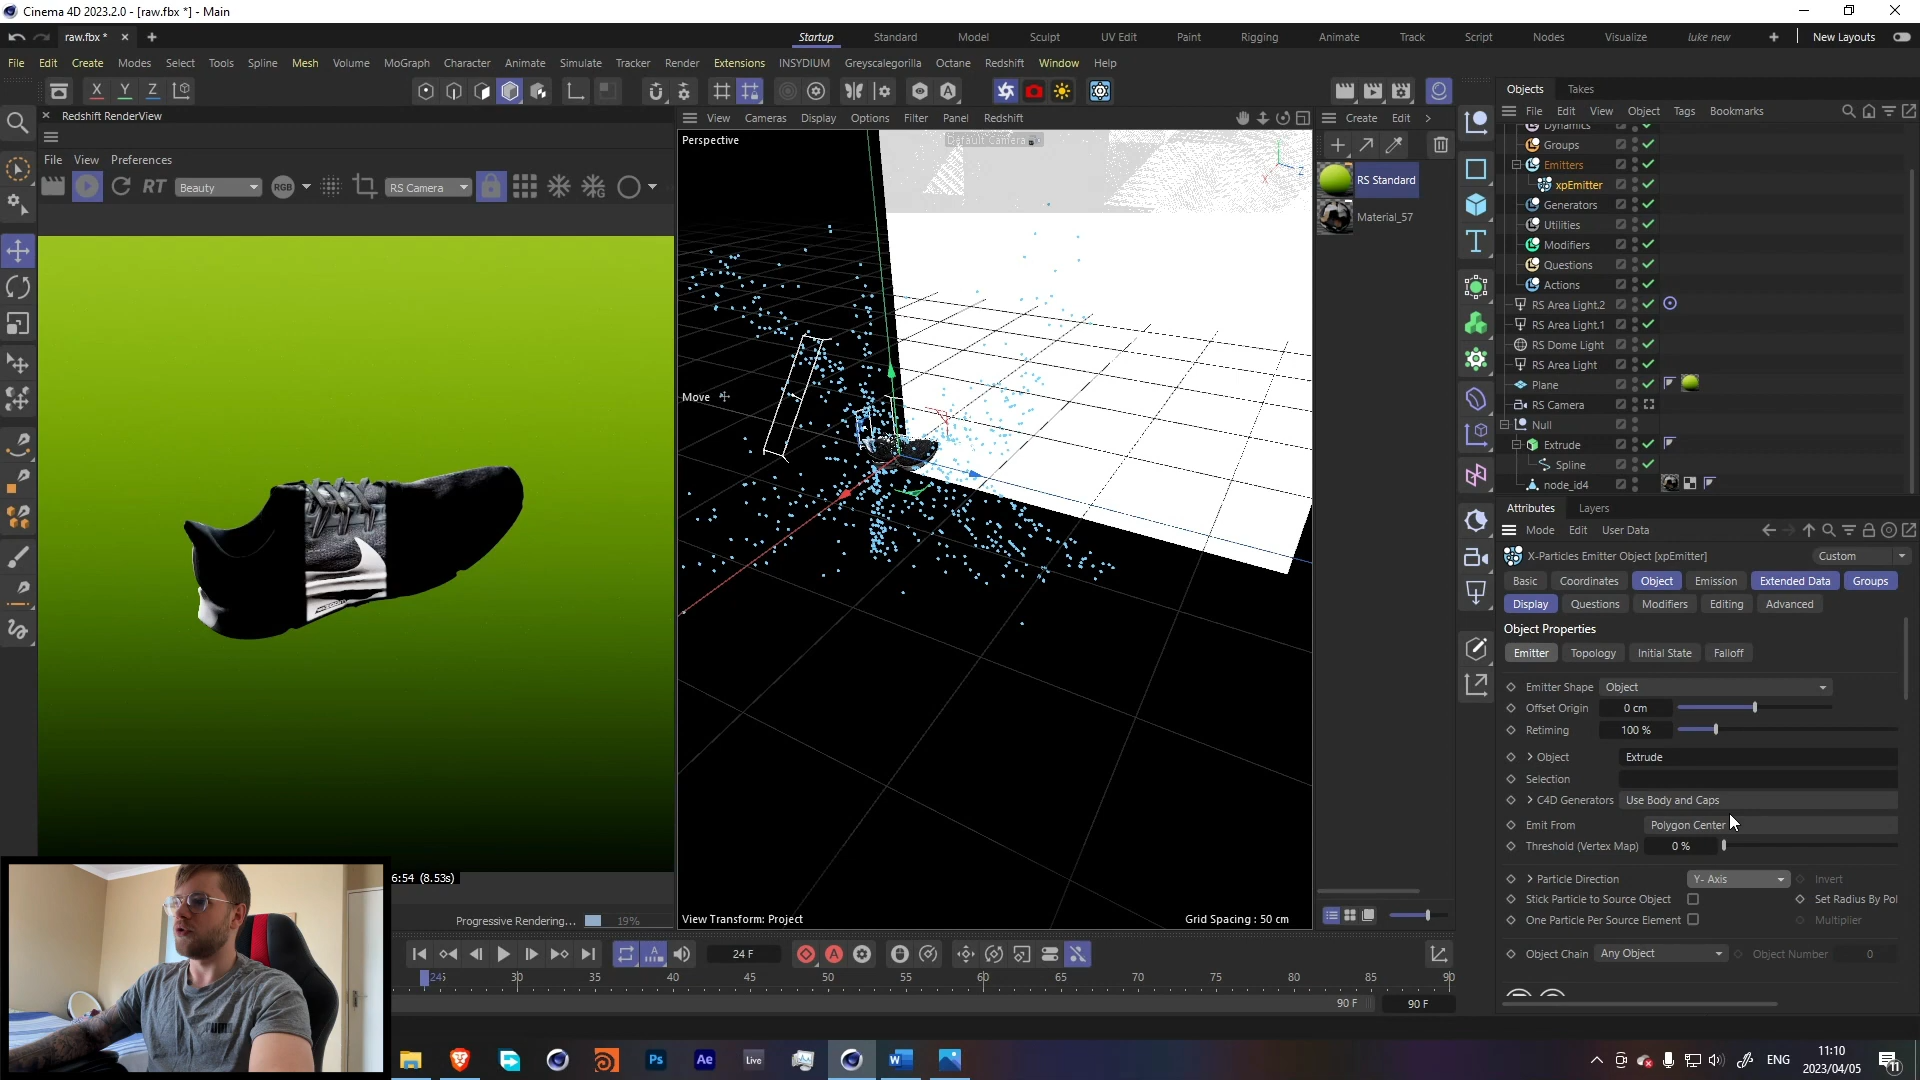 Cinema 4D 2023.2.0 - [raw.fbx *] - Main
raw.fbx *
Startup Standard Model Sculpt UV Edit Paint Rigging Animate Track Script Nodes Visualize luke new New Layouts
File Edit Create Modes Select Tools Spline Mesh Volume MoGraph Character Animate Simulate Tracker Render Extensions INSYDIUM Greyscalegorilla Octane Redshift Window Help
X Y Z
Redshift RenderView
File View Preferences
RT Beauty RGB RS Camera
View Cameras Display Options Filter Panel Redshift
Perspective
Default Camera
Move
View Transform: Project
Grid Spacing : 50 cm
Create Edit
RS Standard
Material_57
Objects Takes
File Edit View Object Tags Bookmarks
Dynamics
Groups
Emitters
xpEmitter
Generators
Utilities
Modifiers
Questions
Actions
RS Area Light.2
RS Area Light.1
RS Dome Light
RS Area Light
Plane
RS Camera
Null
Extrude
Spline
node_id4
Attributes Layers
Mode Edit User Data
X-Particles Emitter Object [xpEmitter] Custom
Basic Coordinates Object Emission Extended Data Groups
Display Questions Modifiers Editing Advanced
Object Properties
Emitter Topology Initial State Falloff
Emitter Shape Object
Offset Origin 0 cm
Retiming 100 %
Object Extrude
Selection
C4D Generators Use Body and Caps
Emit From Polygon Center
Threshold (Vertex Map) 0 %
Particle Direction Y- Axis Invert
Stick Particle to Source Object Set Radius By Pol
One Particle Per Source Element Multiplier
Object Chain Any Object Object Number 0
6:54 (8.53s)
Progressive Rendering... 19%
24 F
24 30 35 40 45 50 55 60 65 70 75 80 85 90
90 F 90 F
PUMA
Ps Ae Live
ENG
11:10
2023/04/05
11